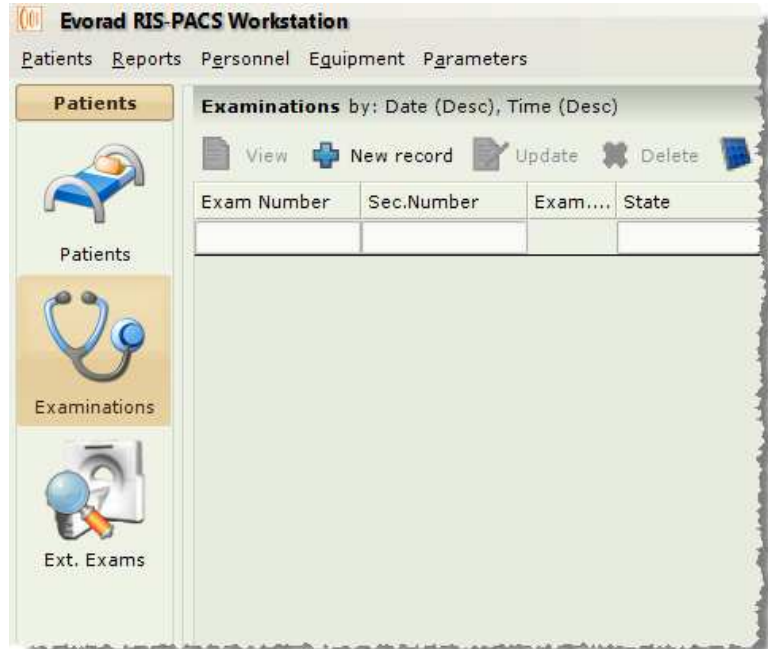 Evorad RIS-PACS Workstation
Patients Reports Personnel Equipment Parameters
Patients
Examinations by: Date (Desc), Time (Desc)
View New record Update Delete
Exam Number Sec.Number Exam.... State
Patients
Examinations
Ext. Exams